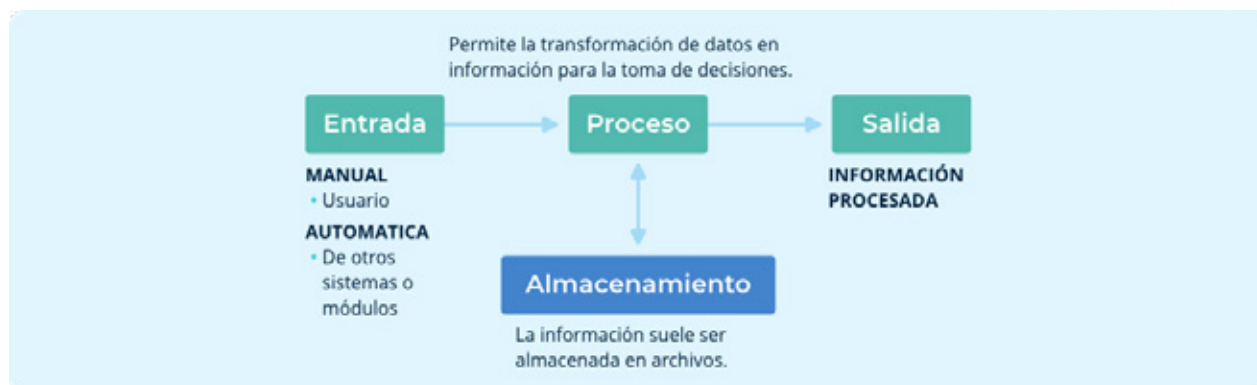 Permite la transformación de datos en
información para la toma de decisiones.
Entrada
Proceso
Salida
MANUAL
• Usuario
AUTOMATICA
• De otros
sistemas o
módulos
INFORMACIÓN
PROCESADA
Almacenamiento
La información suele ser
almacenada en archivos.